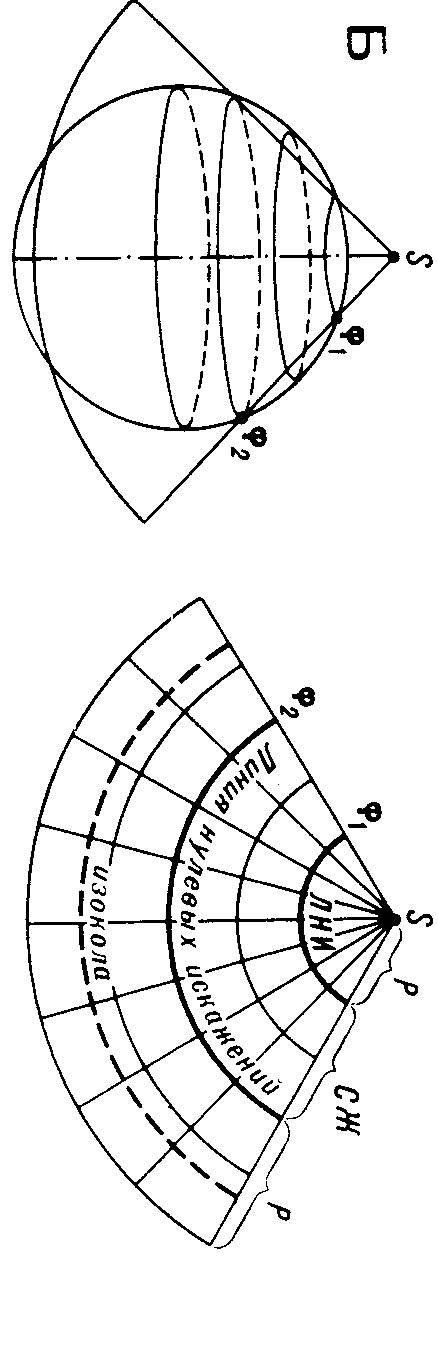 Б
S
φ1
φ2
S
φ1
φ2
ЛНИ
Линия нулевых искажений
изокола
Р
СЖ
Р